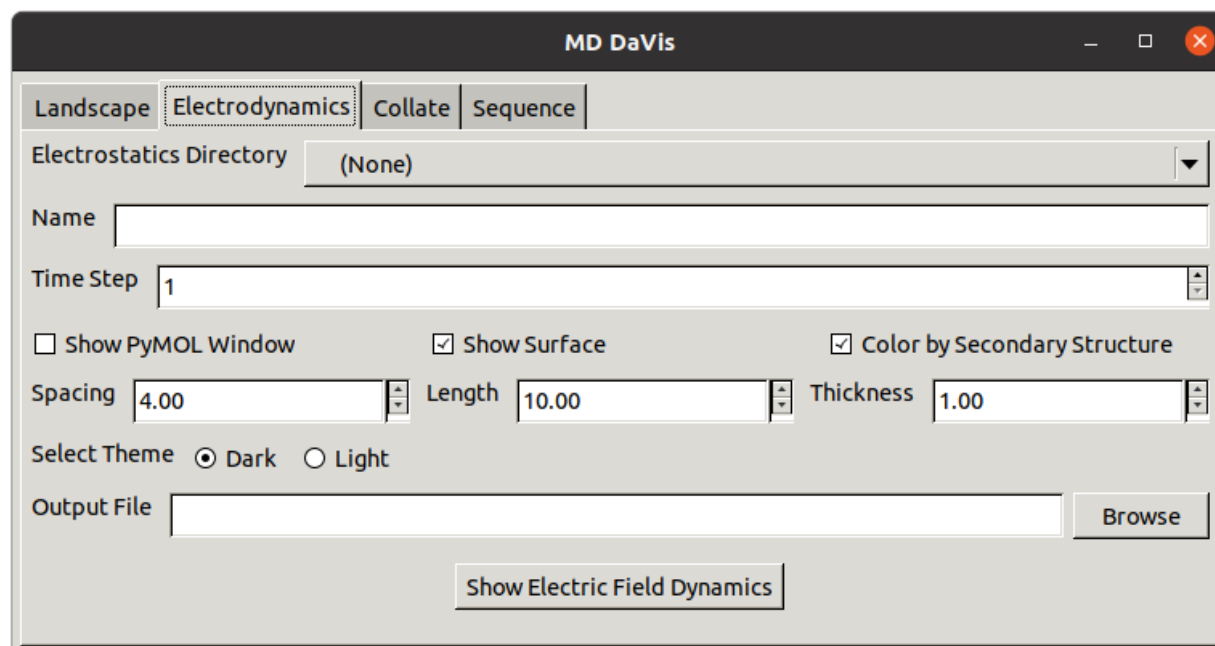 MD DaVis
Landscape Electrodynamics Collate Sequence
Electrostatics Directory (None)
Name
Time Step 1
Show PyMOL Window Show Surface Color by Secondary Structure
Spacing 4.00 Length 10.00 Thickness 1.00
Select Theme Dark Light
Output File Browse
Show Electric Field Dynamics